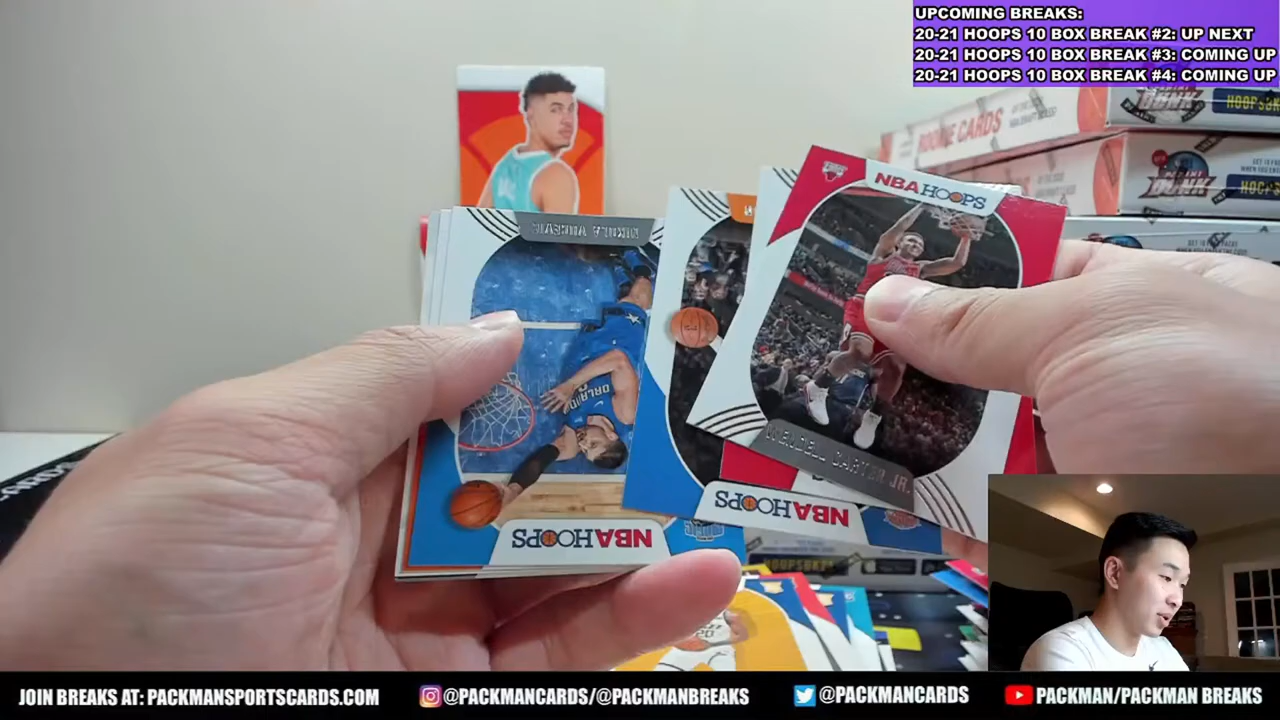 UPCOMING BREAKS:
20-21 HOOPS 10 BOX BREAK #2: UP NEXT
20-21 HOOPS 10 BOX BREAK #3: COMING UP
20-21 HOOPS 10 BOX BREAK #4: COMING UP
ROOKIE CARDS
HOOPS
NBA HOOPS
NIKOLA VUCEVIC
ORLANDO
WENDELL CARTER JR.
NBA HOOPS
NBA HOOPS
JOIN BREAKS AT: PACKMANSPORTSCARDS.COM
@PACKMANCARDS/@PACKMANBREAKS
@PACKMANCARDS
PACKMAN/PACKMAN BREAKS